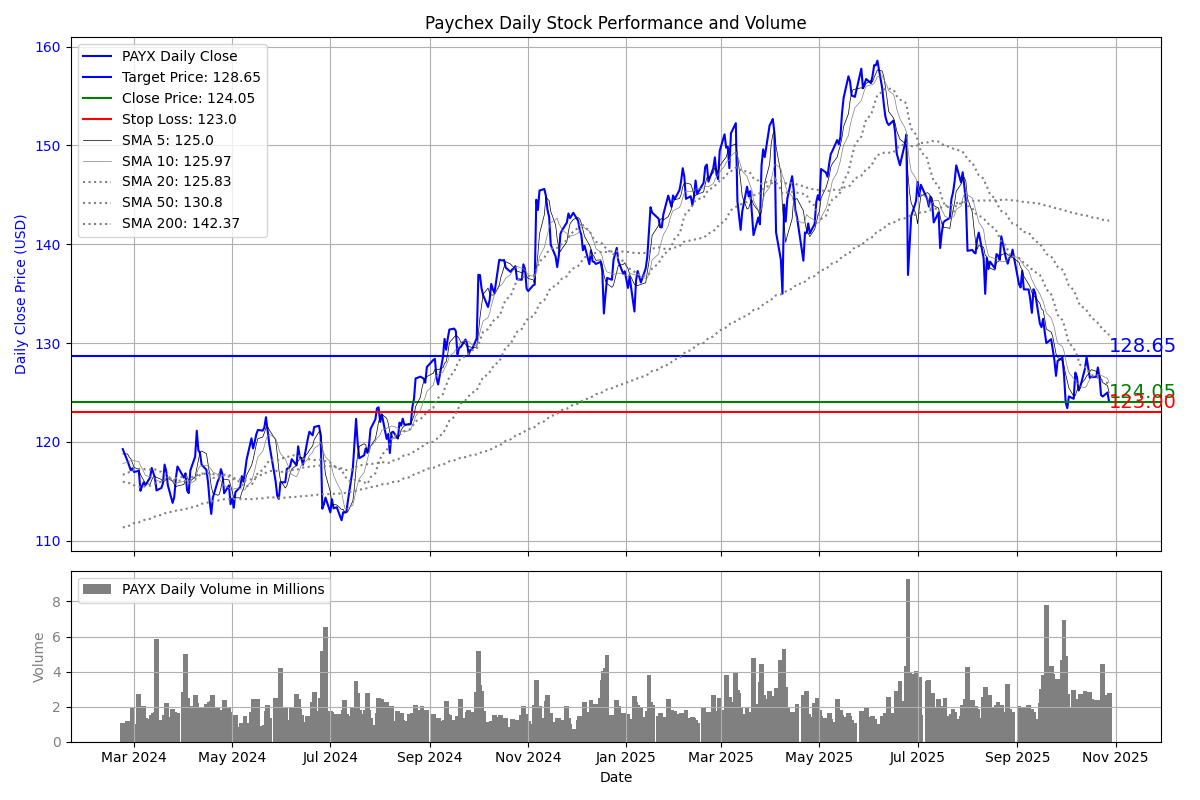 Paychex Daily Stock Performance and Volume
PAYX Daily Close
Target Price: 128.65
Close Price: 124.05
Stop Loss: 123.0
SMA 5: 125.0
SMA 10: 125.97
SMA 20: 125.83
SMA 50: 130.8
SMA 200: 142.37
Daily Close Price (USD)
160
150
140
130
120
110
128.65
124.05
123.00
PAYX Daily Volume in Millions
Volume
8
6
4
2
0
Mar 2024
May 2024
Jul 2024
Sep 2024
Nov 2024
Jan 2025
Mar 2025
May 2025
Jul 2025
Sep 2025
Nov 2025
Date